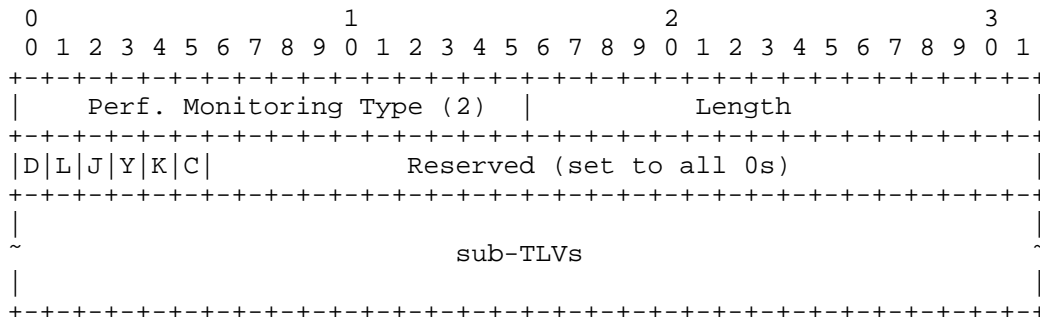 0                   1                   2                   3
 0 1 2 3 4 5 6 7 8 9 0 1 2 3 4 5 6 7 8 9 0 1 2 3 4 5 6 7 8 9 0 1
+-+-+-+-+-+-+-+-+-+-+-+-+-+-+-+-+-+-+-+-+-+-+-+-+-+-+-+-+-+-+-+-+
|    Perf. Monitoring Type (2)  |          Length               |
+-+-+-+-+-+-+-+-+-+-+-+-+-+-+-+-+-+-+-+-+-+-+-+-+-+-+-+-+-+-+-+-+
|D|L|J|Y|K|C|            Reserved (set to all 0s)               |
+-+-+-+-+-+-+-+-+-+-+-+-+-+-+-+-+-+-+-+-+-+-+-+-+-+-+-+-+-+-+-+-+
|                                                               |
~                           sub-TLVs                            ~
|                                                               |
+-+-+-+-+-+-+-+-+-+-+-+-+-+-+-+-+-+-+-+-+-+-+-+-+-+-+-+-+-+-+-+-+